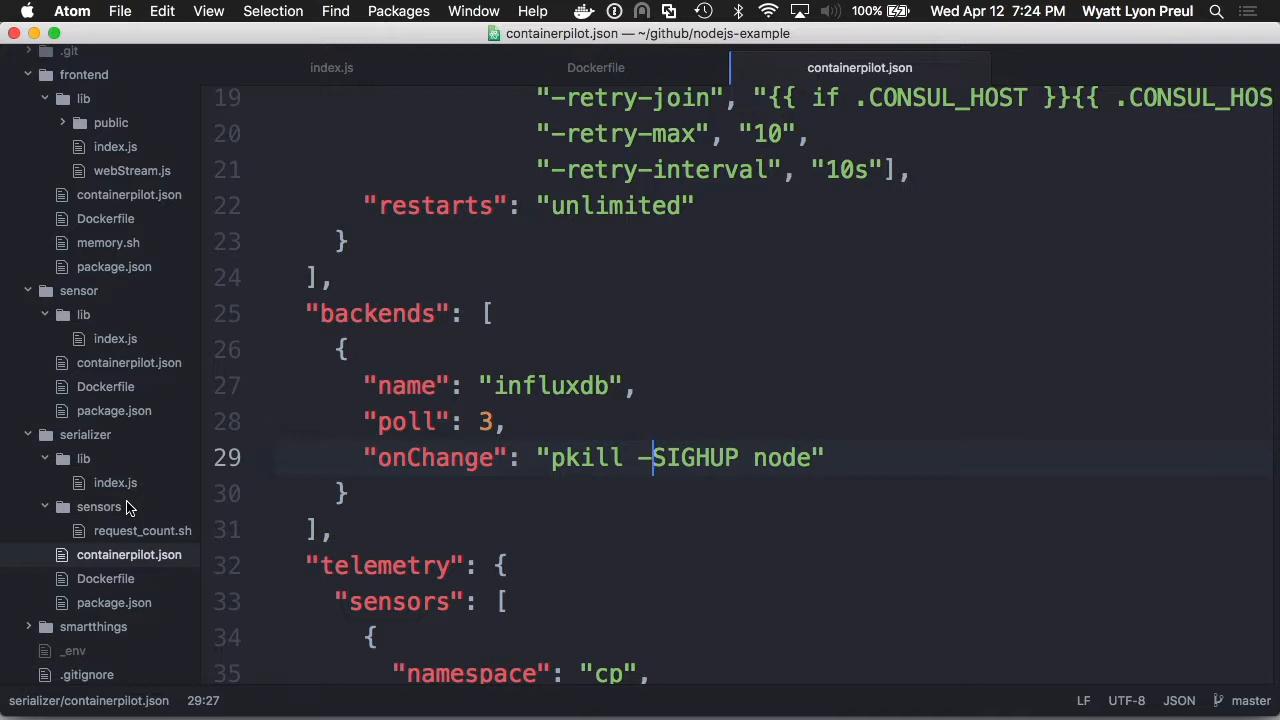 Atom File Edit View Selection Find Packages Window Help 100% Wed Apr 12 7:24 PM Wyatt Lyon Preul
containerpilot.json — ~/github/nodejs-example
.git
frontend
lib
public
index.js
webStream.js
containerpilot.json
Dockerfile
memory.sh
package.json
sensor
lib
index.js
containerpilot.json
Dockerfile
package.json
serializer
lib
index.js
sensors
request_count.sh
containerpilot.json
Dockerfile
package.json
smartthings
_env
.gitignore
index.js Dockerfile containerpilot.json
19 "-retry-join", "{{ if .CONSUL_HOST }}{{ .CONSUL_HOS
20 "-retry-max", "10",
21 "-retry-interval", "10s"],
22 "restarts": "unlimited"
23 }
24 ],
25 "backends": [
26 {
27 "name": "influxdb",
28 "poll": 3,
29 "onChange": "pkill -SIGHUP node"
30 }
31 ],
32 "telemetry": {
33 "sensors": [
34 {
35 "namespace": "cp",
serializer/containerpilot.json 29:27 LF UTF-8 JSON master